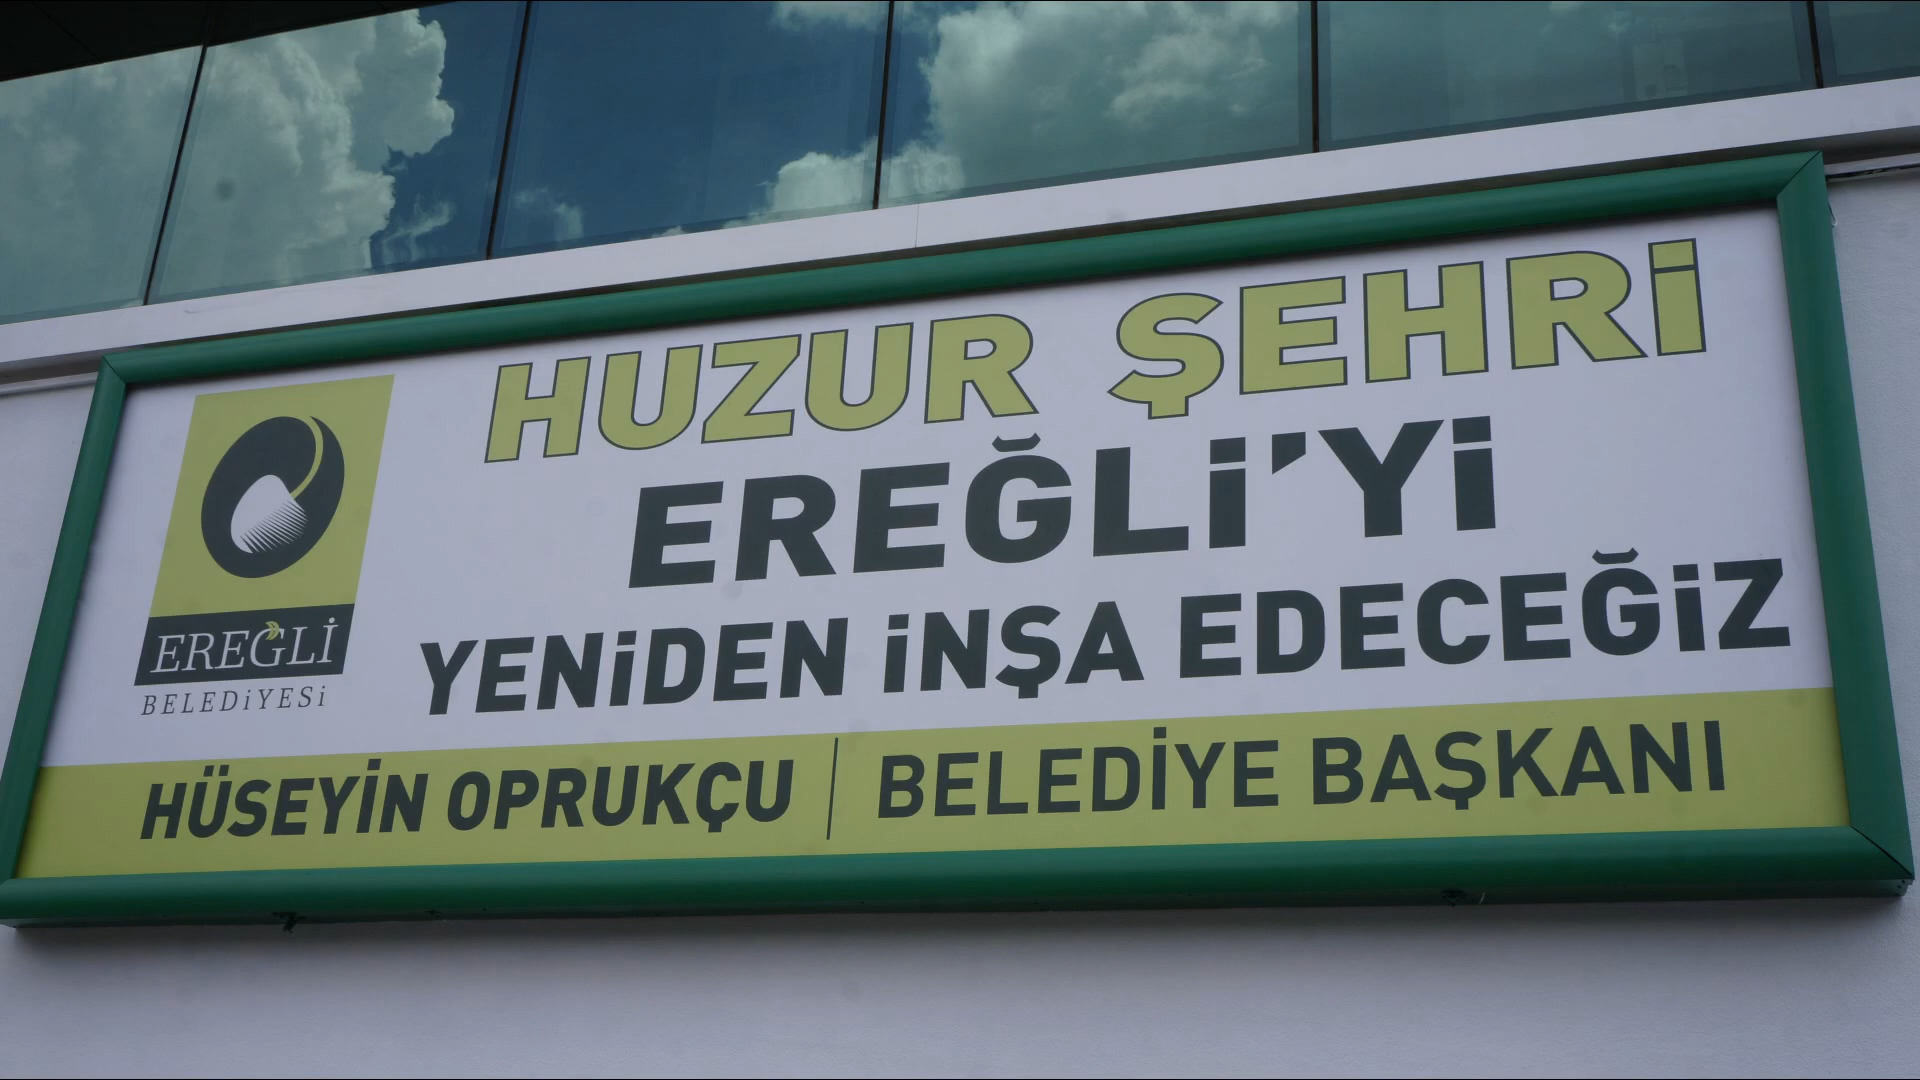 HUZUR ŞEHRİ
EREĞLİ'Yİ
YENİDEN İNŞA EDECEĞİZ
EREĞLİ
BELEDİYESİ
HÜSEYİN OPRUKÇU | BELEDİYE BAŞKANI